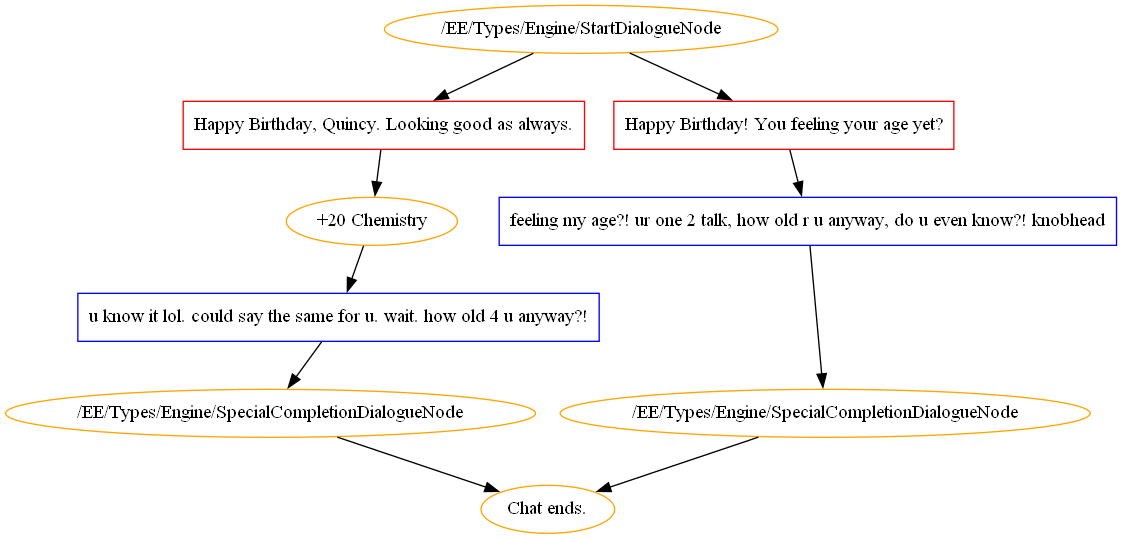 /EE/Types/Engine/StartDialogueNode
Happy Birthday, Quincy. Looking good as always.
Happy Birthday! You feeling your age yet?
+20 Chemistry
feeling my age?! ur one 2 talk, how old r u anyway, do u even know?! knobhead
u know it lol. could say the same for u. wait. how old 4 u anyway?!
/EE/Types/Engine/SpecialCompletionDialogueNode
/EE/Types/Engine/SpecialCompletionDialogueNode
Chat ends.